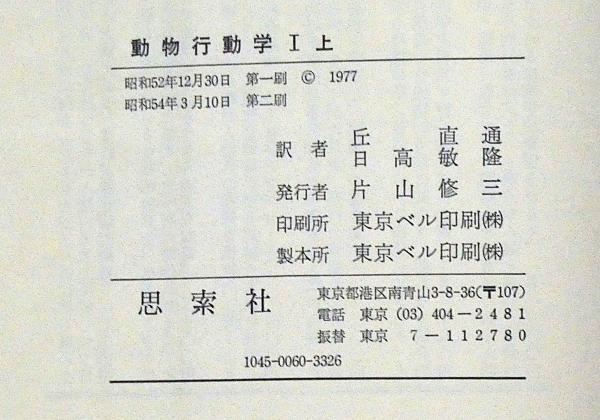 動物行動学Ⅰ上
昭和52年12月30日 第一刷 © 1977
昭和54年3月10日 第二刷
訳者 丘直通
日高敏隆
発行者 片山修三
印刷所 東京ベル印刷㈱
製本所 東京ベル印刷㈱
思索社 東京都港区南青山3-8-36(〒107)
電話 東京 (03) 404-2481
振替 東京 7-112780
1045-0060-3326